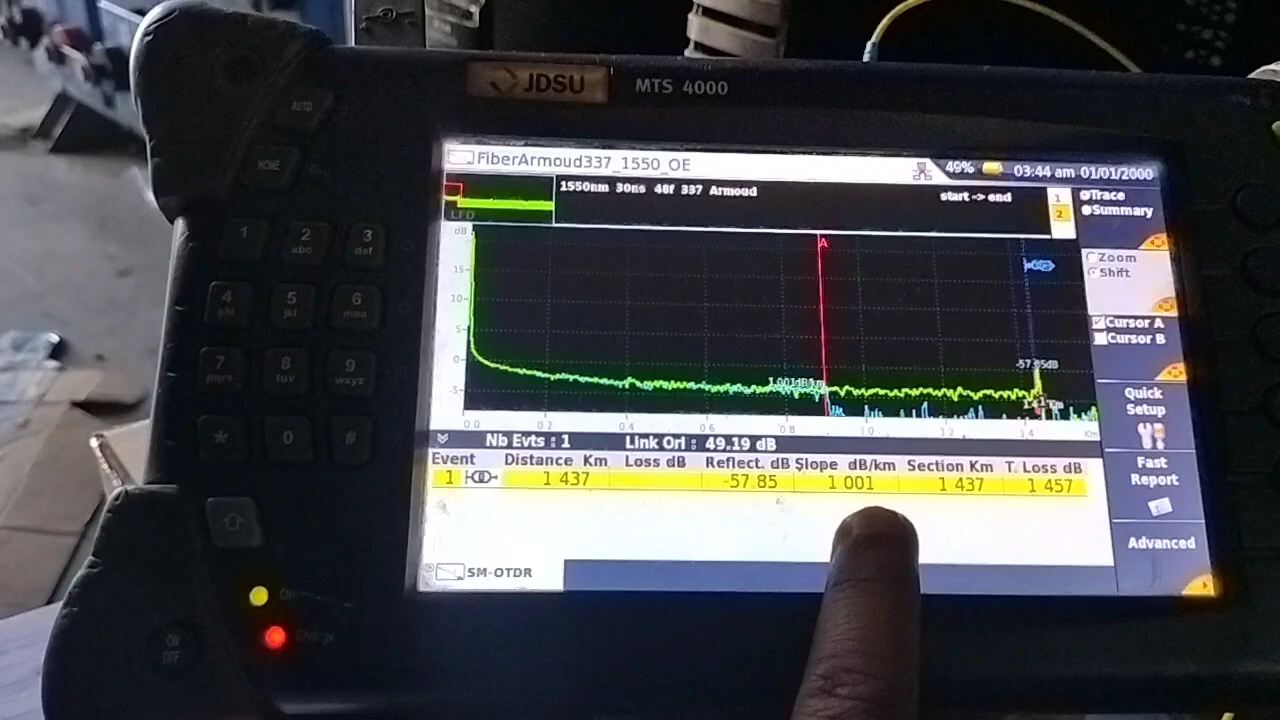 JDSU MTS 4000
FiberArmoud337_1550_OE 49% 03:44 am 01/01/2000
1550nm 30ns 48f 337 Armoud start -> end 1
2
Trace
Summary
LFD
dB
A
Zoom
Shift
15-
10-
5-
0-
-5-
Cursor A
Cursor B
-57.85dB
1.001dB/km
0.0 0.2 0.4 0.6 0.8 1.0 1.2 1.4 Km
Quick
Setup
Nb Evts : 1 Link Orl : 49.19 dB
Event Distance Km Loss dB Reflect. dB Slope dB/km Section Km T. Loss dB
1 1 437 -57.85 1 001 1 437 1 457
Fast
Report
Advanced
SM-OTDR
AUTO
HOME
1 2 abc 3 def
4 5 jkl 6 mno
7 pqrs 8 tuv 9 wxyz
* 0 #
ON
OFF
Charge